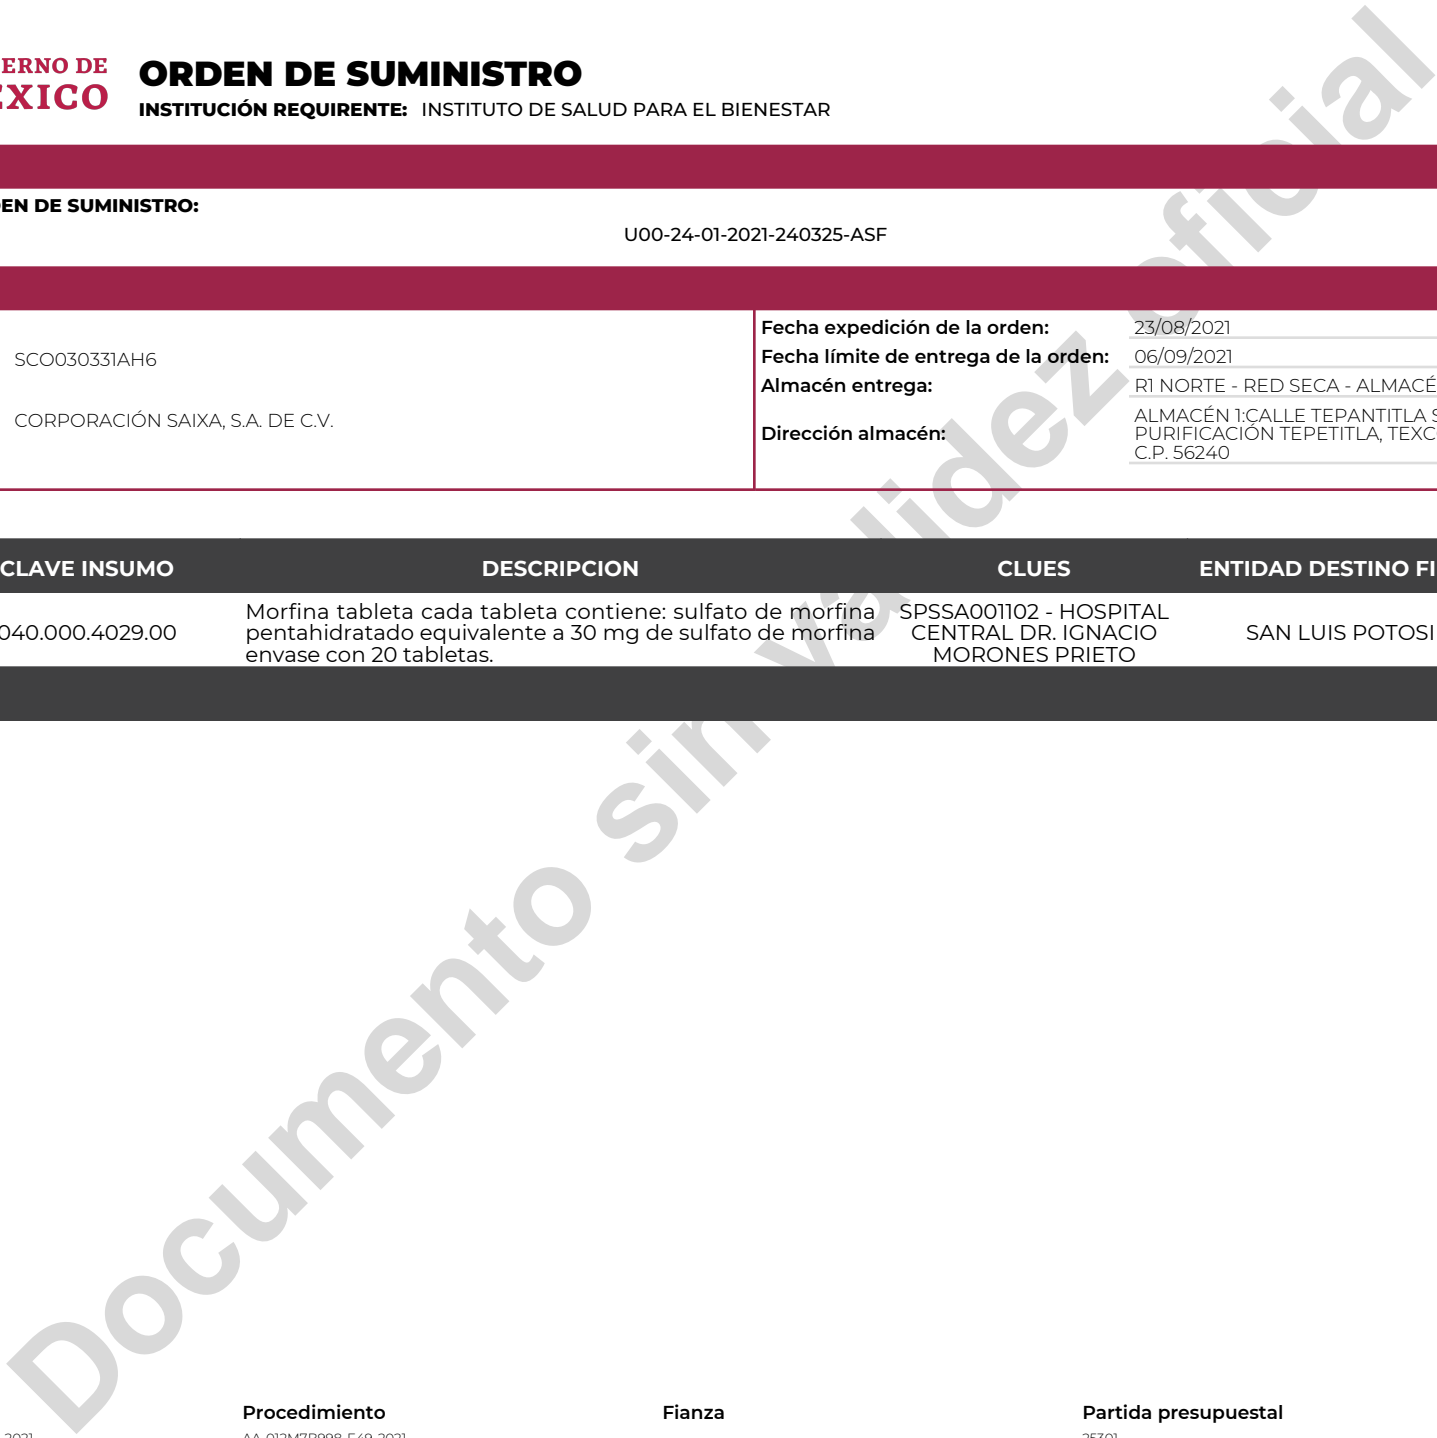 ERNO DE
ÉXICO
ORDEN DE SUMINISTRO
INSTITUCIÓN REQUIRENTE: INSTITUTO DE SALUD PARA EL BIENESTAR
EN DE SUMINISTRO:
U00-24-01-2021-240325-ASF
SCO030331AH6
CORPORACIÓN SAIXA, S.A. DE C.V.
Fecha expedición de la orden: 23/08/2021
Fecha límite de entrega de la orden: 06/09/2021
Almacén entrega: R1 NORTE - RED SECA - ALMACÉ
Dirección almacén: ALMACÉN 1:CALLE TEPANTITLA S
PURIFICACIÓN TEPETITLA, TEXC
C.P. 56240
CLAVE INSUMO DESCRIPCION CLUES ENTIDAD DESTINO FI
040.000.4029.00
Morfina tableta cada tableta contiene: sulfato de morfina
pentahidratado equivalente a 30 mg de sulfato de morfina
envase con 20 tabletas.
SPSSA001102 - HOSPITAL
CENTRAL DR. IGNACIO
MORONES PRIETO
SAN LUIS POTOSI
Documento sin validez oficial
Procedimiento Fianza Partida presupuestal